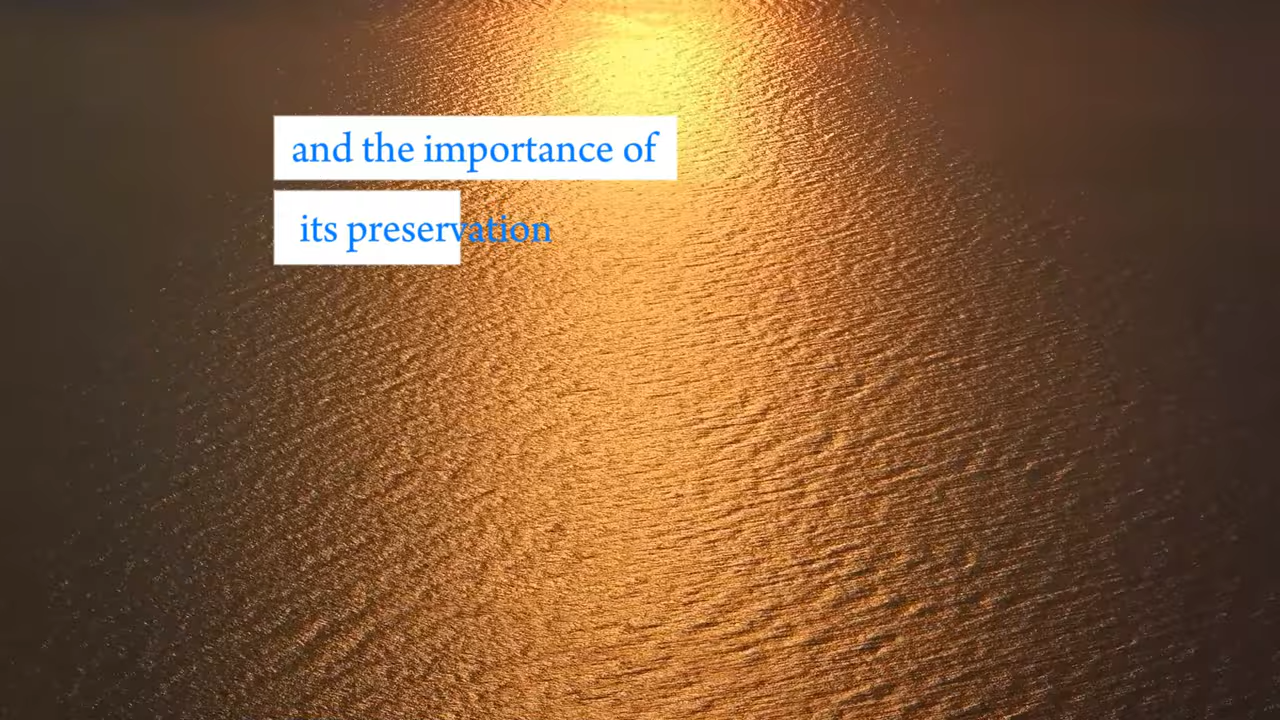 and the importance of
its preservation